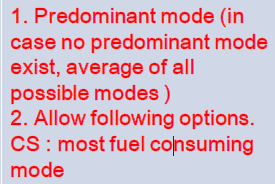 1. Predominant mode (in
case no predominant mode
exist, average of all
possible modes )
2. Allow following options.
CS : most fuel consuming
mode